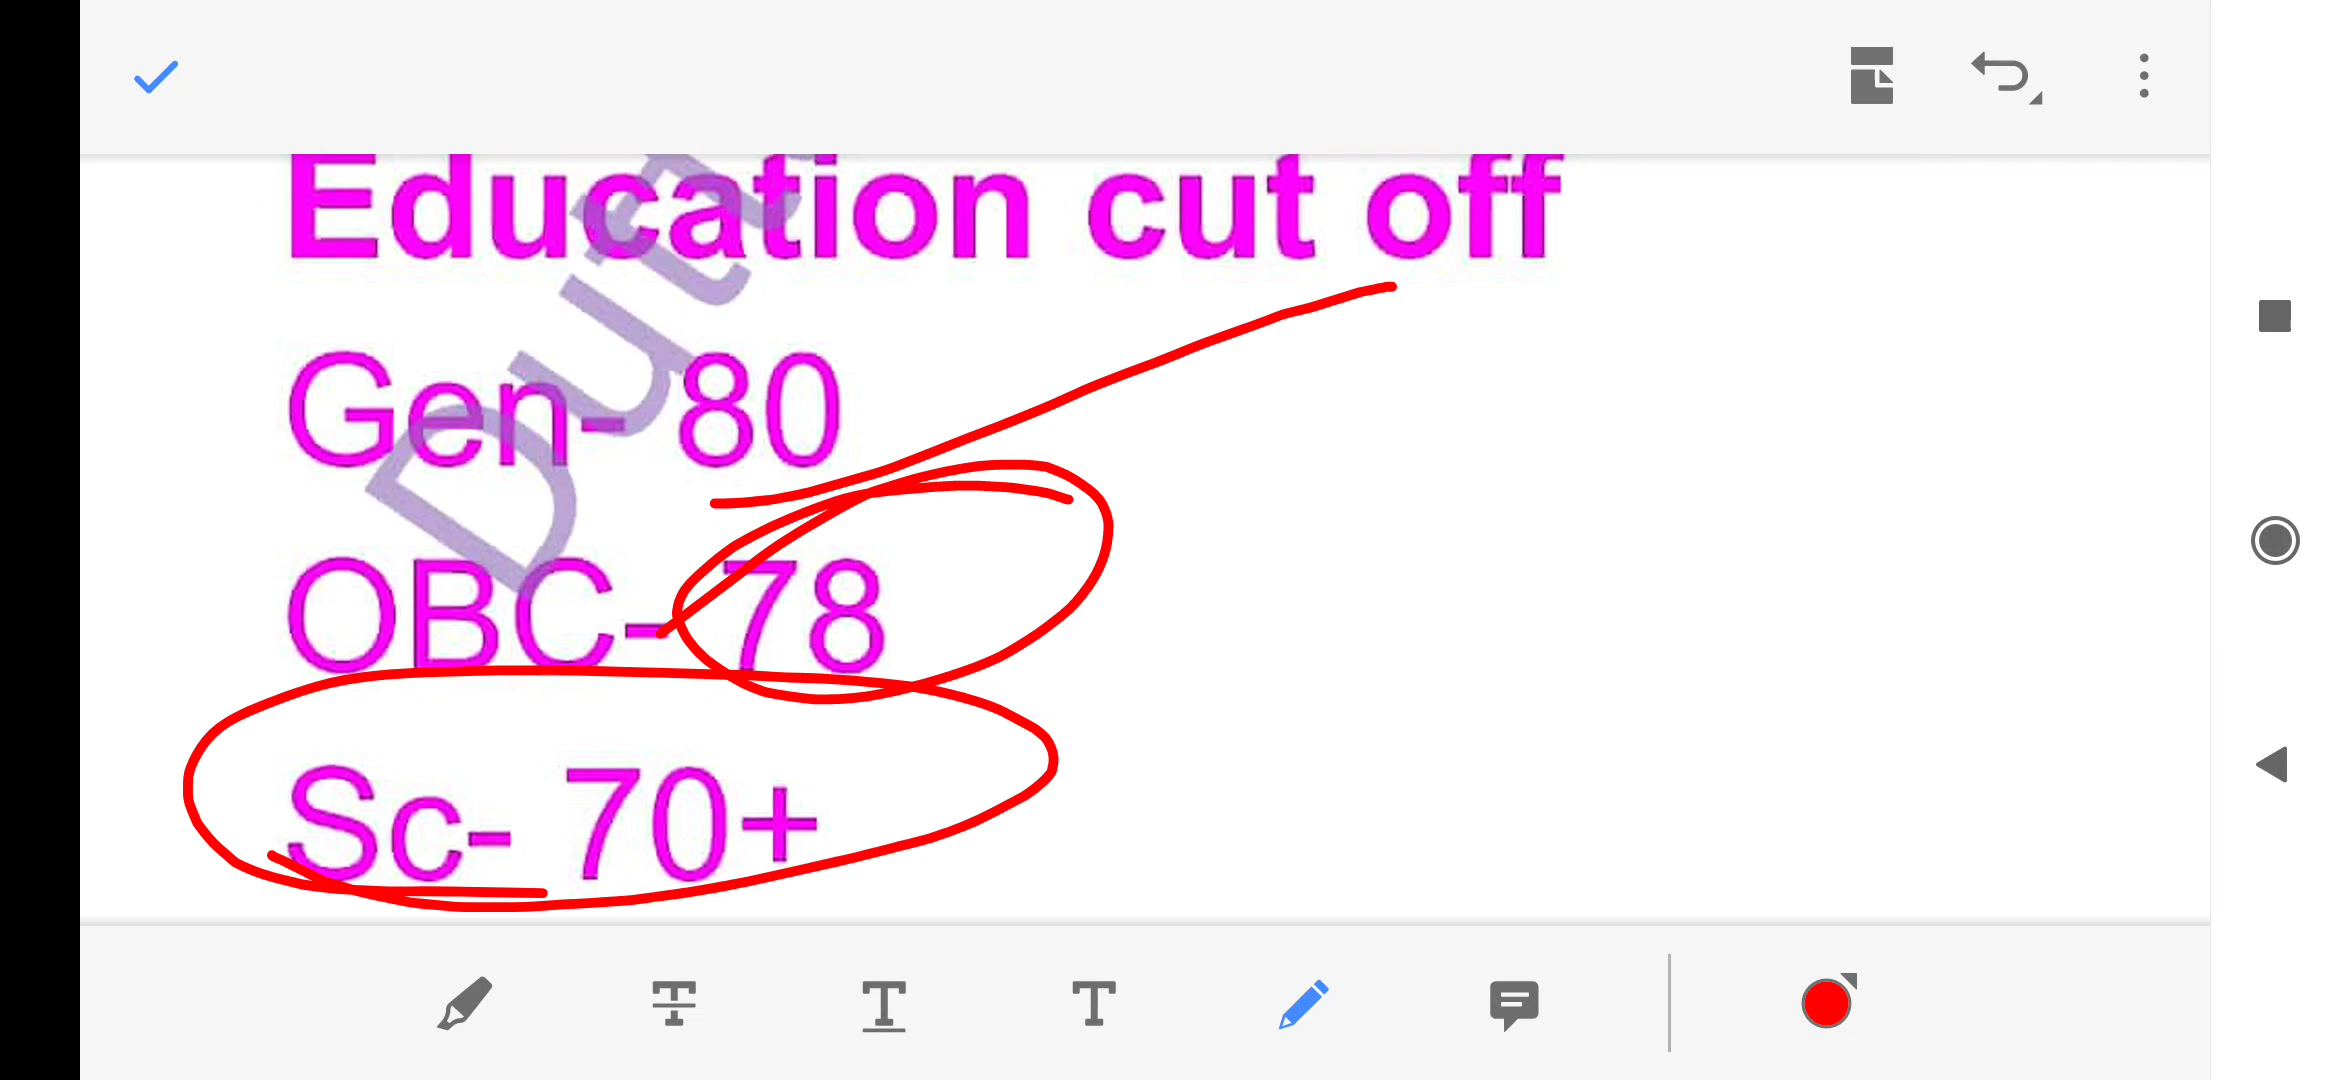 Education cut off
Gen- 80
OBC- 78
Sc- 70+